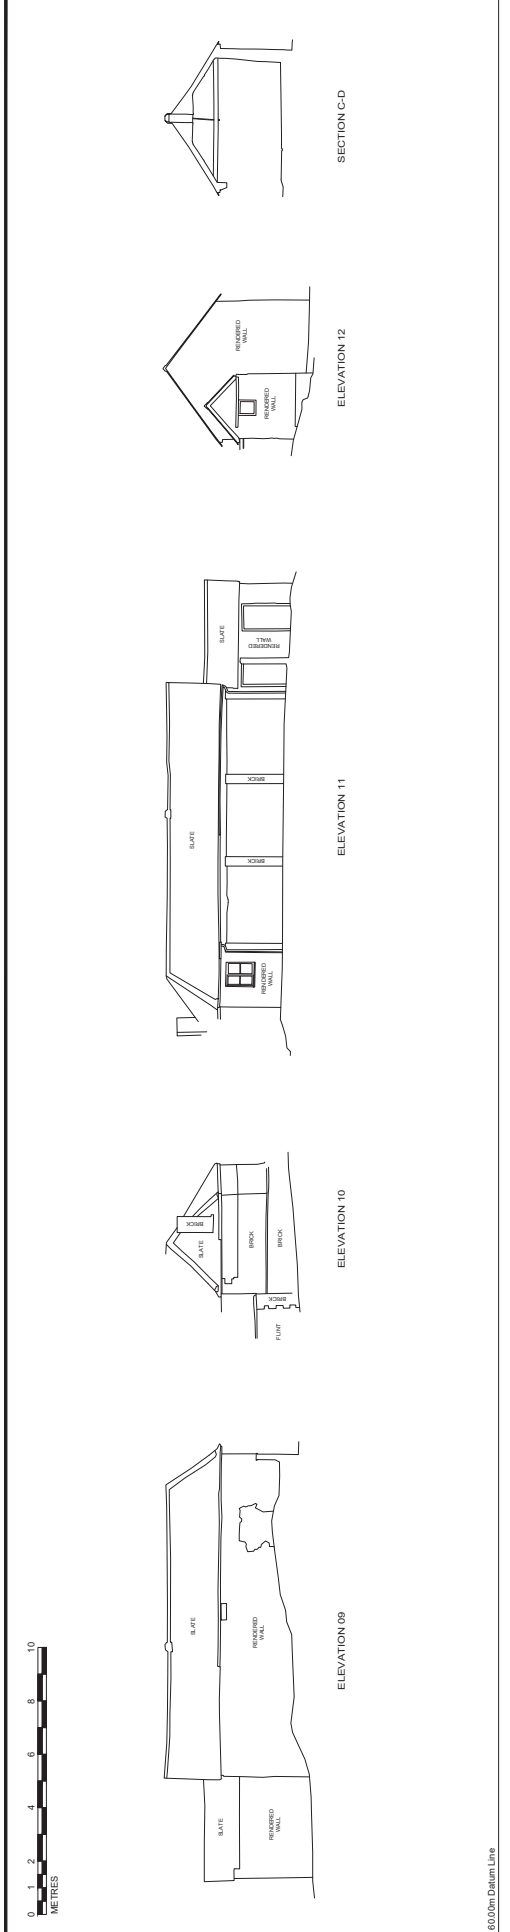 0 1 2 4 6 8 10
METRES
SLATE
RENDERED
WALL
SLATE
RENDERED
WALL
ELEVATION 09
FLINT
BRICK
SLATE
BRICK
BRICK
BRICK
ELEVATION 10
RENDERED
WALL
SLATE
BRICK
BRICK
SLATE
RENDERED
WALL
ELEVATION 11
RENDERED
WALL
RENDERED
WALL
ELEVATION 12
SECTION C-D
60.00m Datum Line